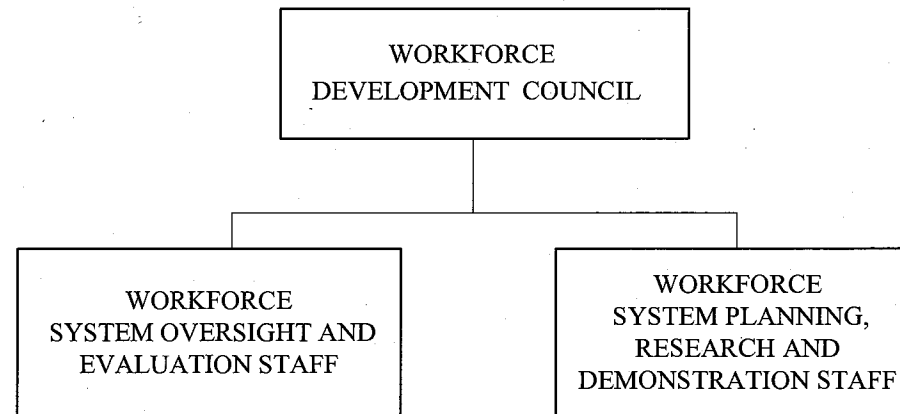 WORKFORCE
DEVELOPMENT COUNCIL
WORKFORCE
SYSTEM OVERSIGHT AND
EVALUATION STAFF
WORKFORCE
SYSTEM PLANNING,
RESEARCH AND
DEMONSTRATION STAFF